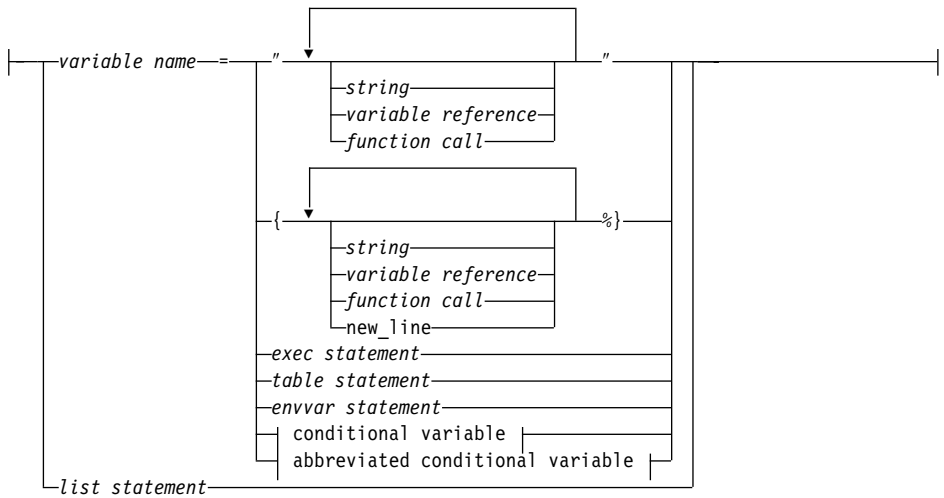 variable name = " "
string
variable reference
function call
{ %}
string
variable reference
function call
new_line
exec statement
table statement
envvar statement
conditional variable
abbreviated conditional variable
list statement